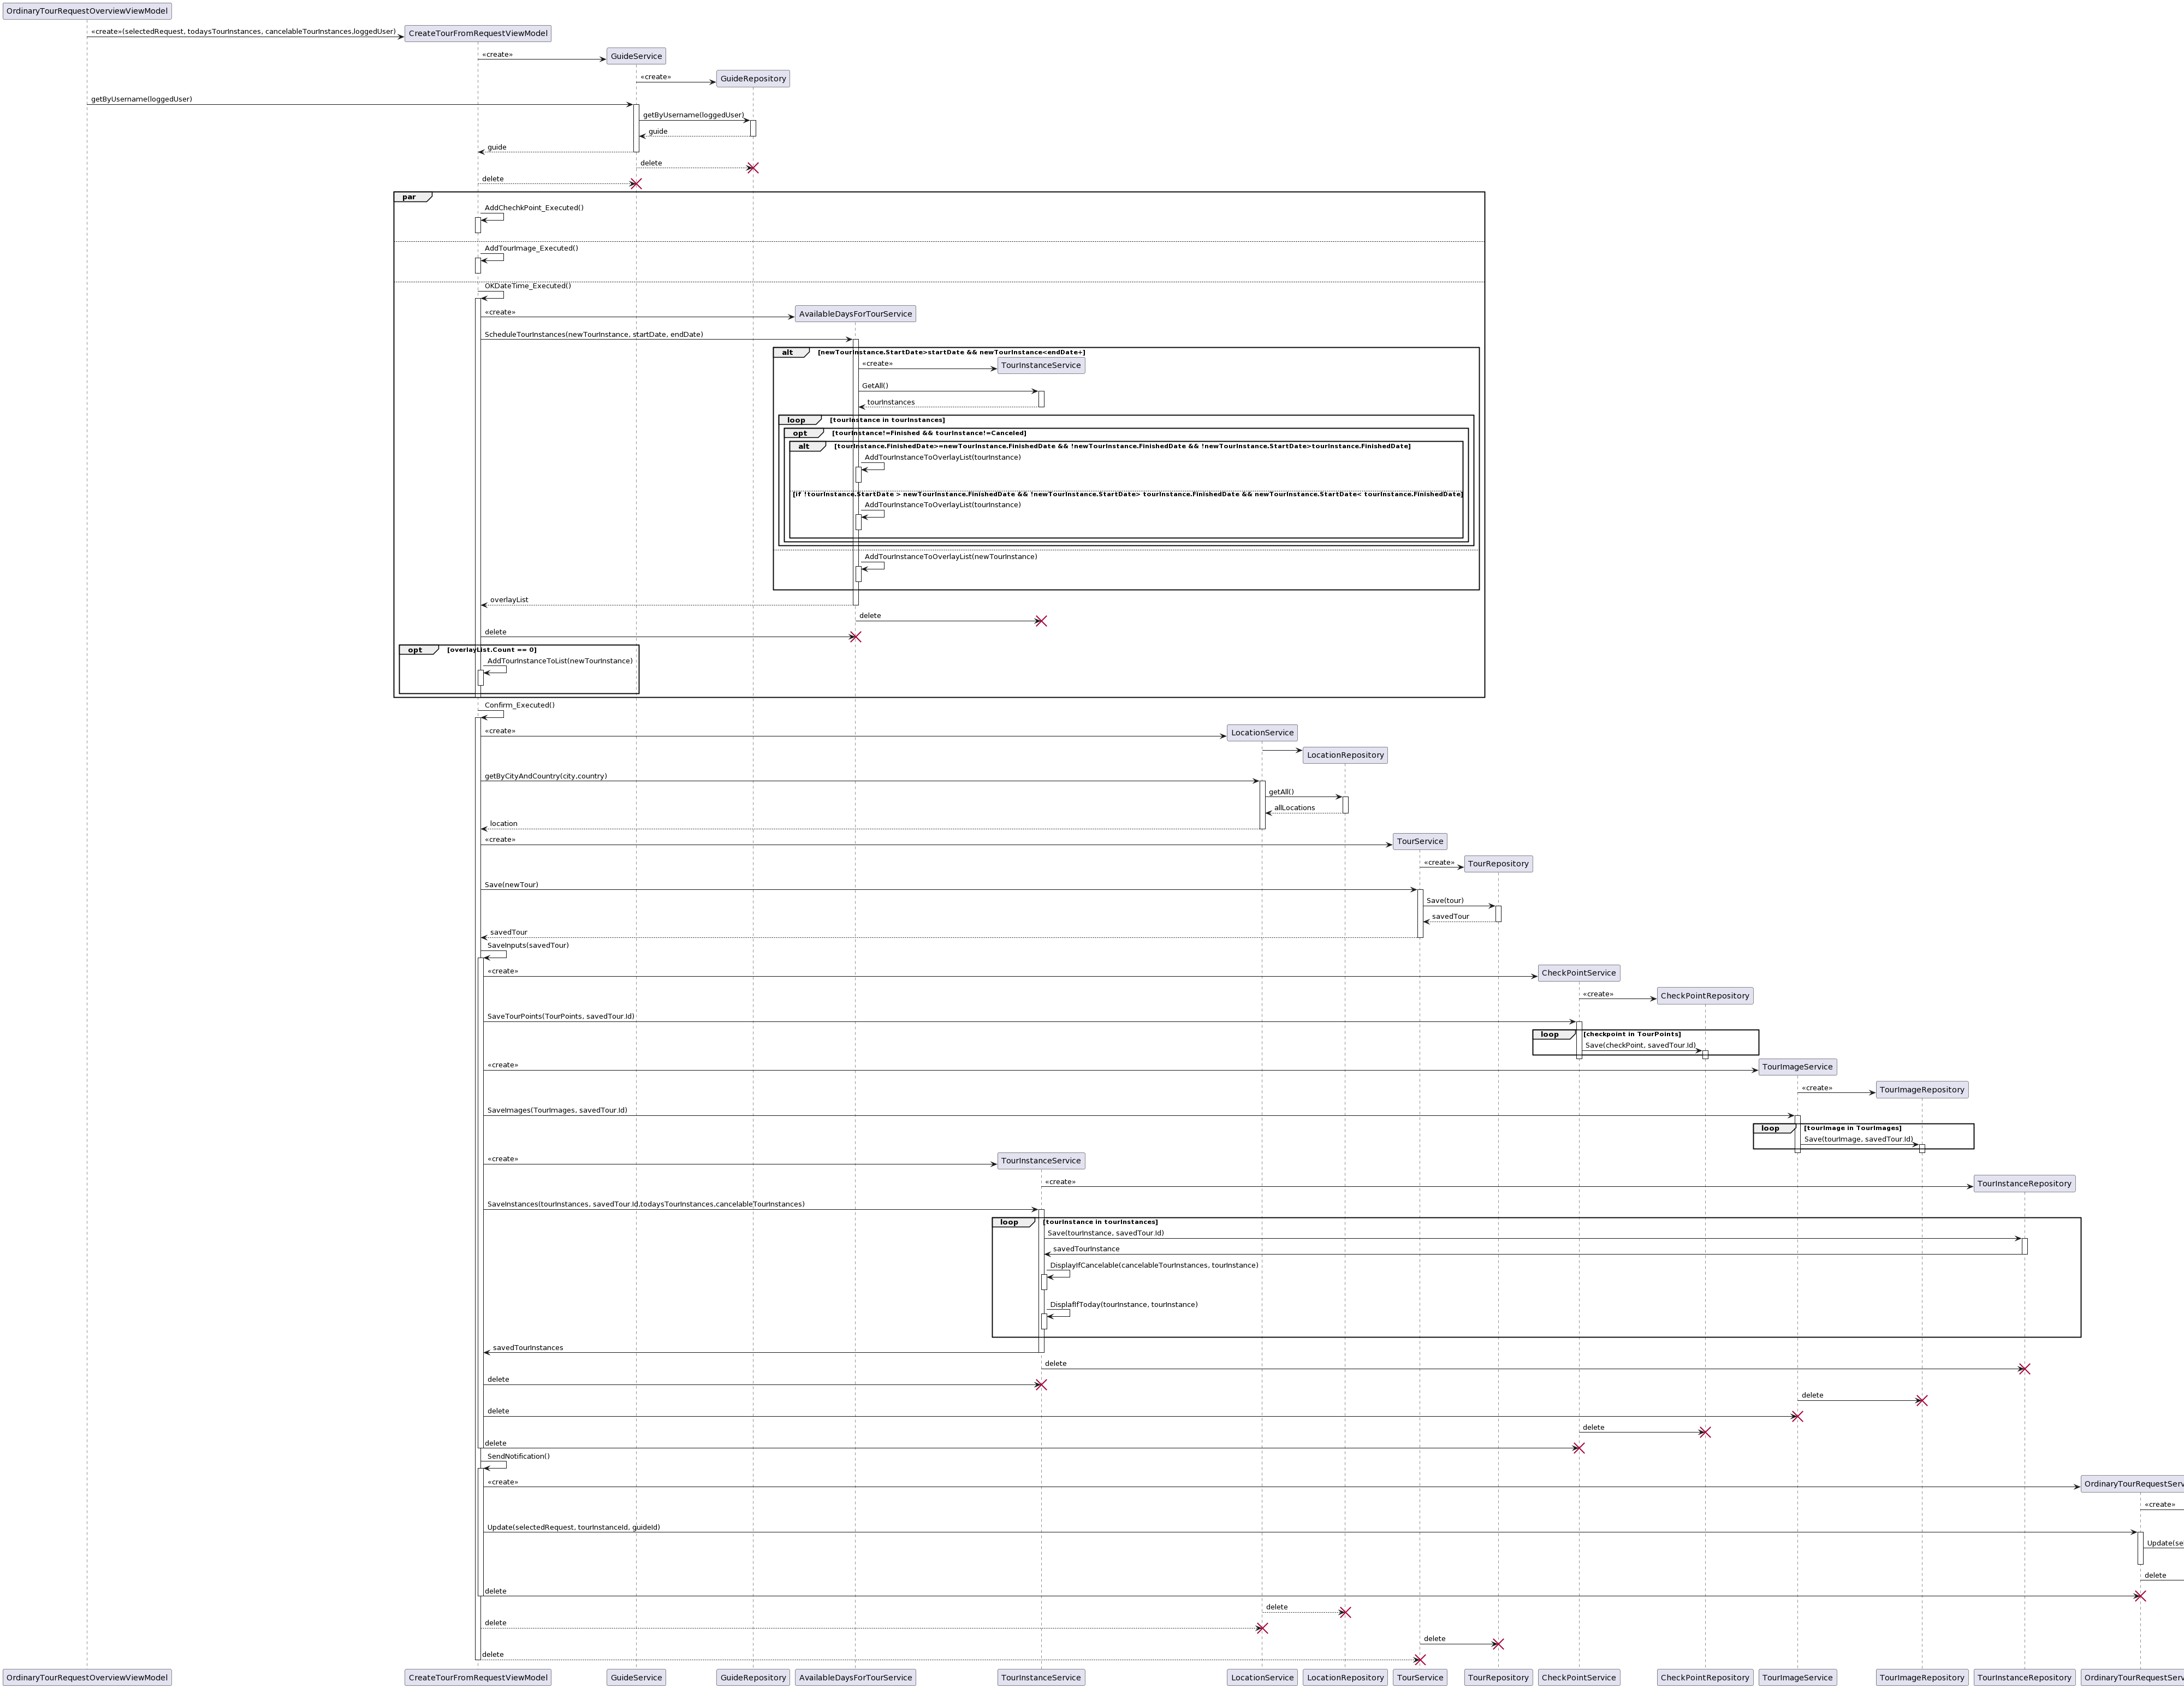 OrdinaryTourRequestOverviewViewModel
«create»(selectedRequest, todaysTourInstances, cancelableTourInstances,loggedUser)
CreateTourFromRequestViewModel
«create»
GuideService
«create»
GuideRepository
getByUsername(loggedUser)
getByUsername(loggedUser)
guide
guide
delete
delete
par
AddChechkPoint_Executed()
AddTourImage_Executed()
OKDateTime_Executed()
«create»
AvailableDaysForTourService
ScheduleTourInstances(newTourInstance, startDate, endDate)
alt [newTourInstance.StartDate>startDate && newTourInstance<endDate+]
«create»
TourInstanceService
GetAll()
tourInstances
loop [tourInstance in tourInstances]
opt [tourInstance!=Finished && tourInstance!=Canceled]
alt [tourInstance.FinishedDate>=newTourInstance.FinishedDate && !newTourInstance.FinishedDate && !newTourInstance.StartDate>tourInstance.FinishedDate]
AddTourInstanceToOverlayList(tourInstance)
[if !tourInstance.StartDate > newTourInstance.FinishedDate && !newTourInstance.StartDate> tourInstance.FinishedDate && newTourInstance.StartDate< tourInstance.FinishedDate]
AddTourInstanceToOverlayList(tourInstance)
AddTourInstanceToOverlayList(newTourInstance)
overlayList
delete
delete
opt [overlayList.Count == 0]
AddTourInstanceToList(newTourInstance)
Confirm_Executed()
«create»
LocationService
LocationRepository
getByCityAndCountry(city,country)
getAll()
allLocations
location
«create»
TourService
«create»
TourRepository
Save(newTour)
Save(tour)
savedTour
savedTour
SaveInputs(savedTour)
«create»
CheckPointService
«create»
CheckPointRepository
SaveTourPoints(TourPoints, savedTour.Id)
loop [checkpoint in TourPoints]
Save(checkPoint, savedTour.Id)
«create»
TourImageService
«create»
TourImageRepository
SaveImages(TourImages, savedTour.Id)
loop [tourImage in TourImages]
Save(tourImage, savedTour.Id)
«create»
TourInstanceService
«create»
TourInstanceRepository
SaveInstances(tourInstances, savedTour.Id,todaysTourInstances,cancelableTourInstances)
loop [tourInstance in tourInstances]
Save(tourInstance, savedTour.Id)
savedTourInstance
DisplayIfCancelable(cancelableTourInstances, tourInstance)
DisplafIfToday(tourInstance, tourInstance)
savedTourInstances
delete
delete
delete
delete
delete
delete
SendNotification()
«create»
OrdinaryTourRequestServ
«create»
Update(selectedRequest, tourInstanceId, guideId)
Update(se
delete
delete
delete
delete
delete
delete
OrdinaryTourRequestOverviewViewModel CreateTourFromRequestViewModel GuideService GuideRepository AvailableDaysForTourService TourInstanceService LocationService LocationRepository TourService TourRepository CheckPointService CheckPointRepository TourImageService TourImageRepository TourInstanceRepository OrdinaryTourRequestServ